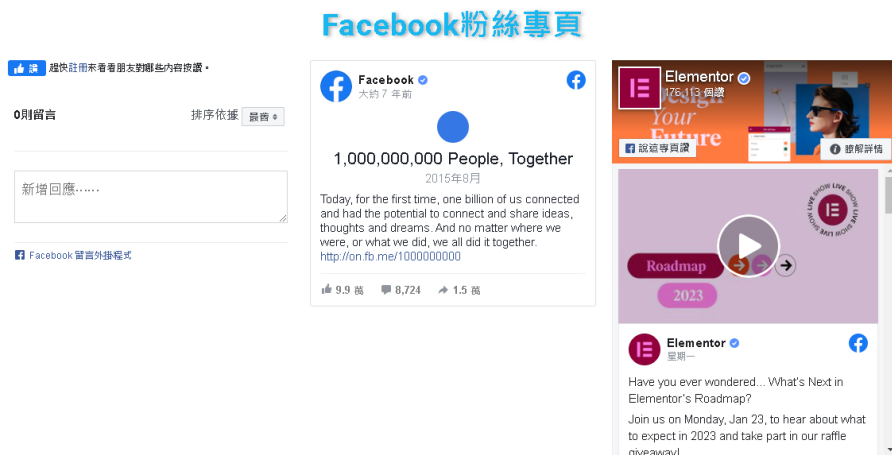 Facebook粉絲專頁
讚 趕快註冊來看看朋友對哪些內容按讚。
0則留言
排序依據 最舊
新增回應……
Facebook 留言外掛程式
Facebook
大約 7 年前
1,000,000,000 People, Together
2015年8月
Today, for the first time, one billion of us connected
and had the potential to connect and share ideas,
thoughts and dreams. And no matter where we
were, or what we did, we all did it together.
http://on.fb.me/1000000000
9.9 萬 8,724 1.5 萬
Elementor
176,113 個讚
Design
Your
Future
說這專頁讚
瞭解詳情
LIVE SHOW LIVE SHOW
Roadmap
2023
Elementor
星期一
Have you ever wondered... What's Next in
Elementor's Roadmap?
Join us on Monday, Jan 23, to hear about what
to expect in 2023 and take part in our raffle
giveaway!